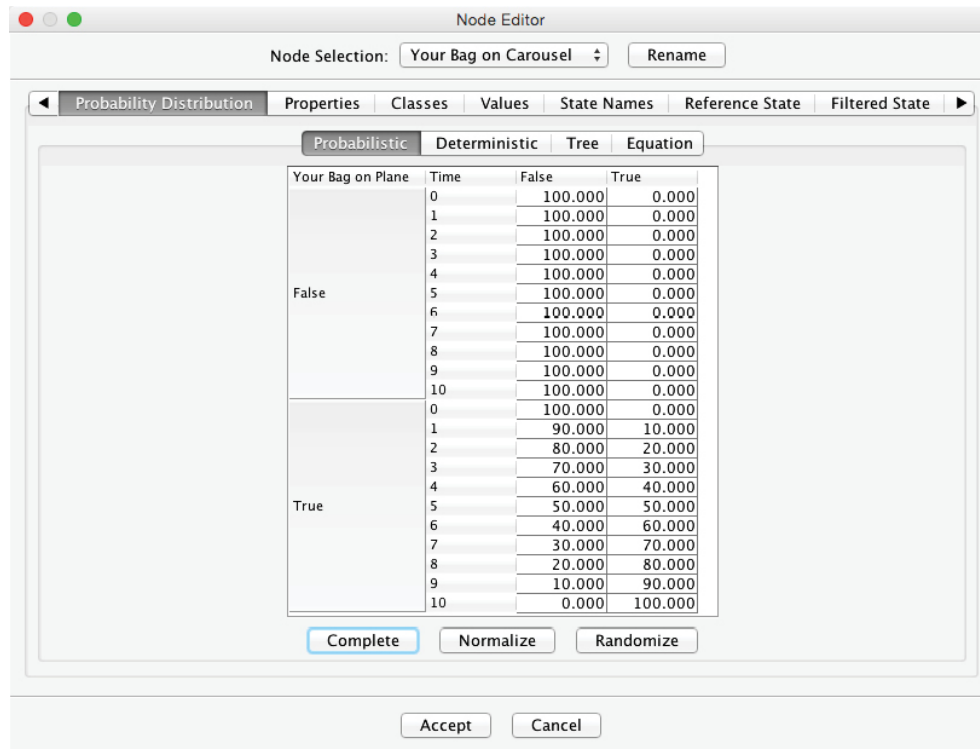 Node Editor
Node Selection: Your Bag on Carousel Rename
Probability Distribution Properties Classes Values State Names Reference State Filtered State
Probabilistic Deterministic Tree Equation
Your Bag on Plane Time False True
0 100.000 0.000
1 100.000 0.000
2 100.000 0.000
3 100.000 0.000
4 100.000 0.000
False 5 100.000 0.000
6 100.000 0.000
7 100.000 0.000
8 100.000 0.000
9 100.000 0.000
10 100.000 0.000
0 100.000 0.000
1 90.000 10.000
2 80.000 20.000
3 70.000 30.000
4 60.000 40.000
True 5 50.000 50.000
6 40.000 60.000
7 30.000 70.000
8 20.000 80.000
9 10.000 90.000
10 0.000 100.000
Complete Normalize Randomize
Accept Cancel